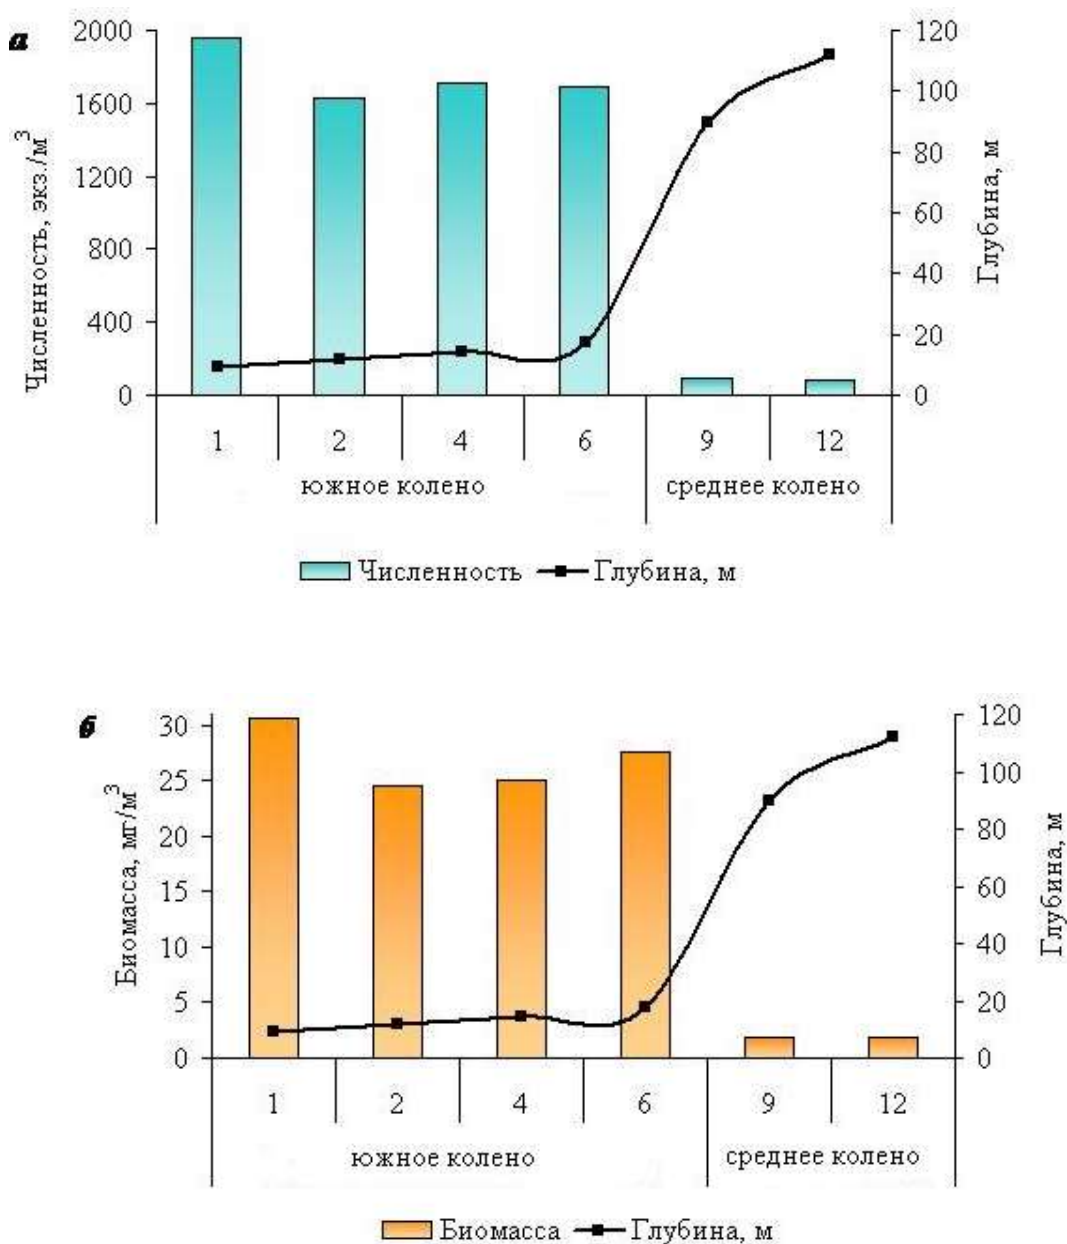 а
Численность, экз./м³
2000
1600
1200
800
400
0
120
100
80
60
40
20
0
Глубина, м
1 2 4 6 9 12
южное колено среднее колено
Численность Глубина, м
б
Биомасса, мг/м³
30
25
20
15
10
5
0
120
100
80
60
40
20
0
Глубина, м
1 2 4 6 9 12
южное колено среднее колено
Биомасса Глубина, м